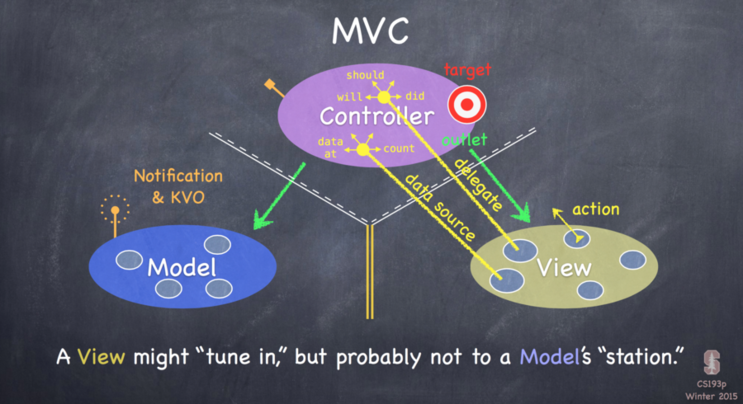 MVC
should
target
will
did
Controller
data
at
count
outlet
Notification
& KVO
delegate
data source
action
Model
View
A View might “tune in,” but probably not to a Model’s “station.”
S
CS193p
Winter 2015